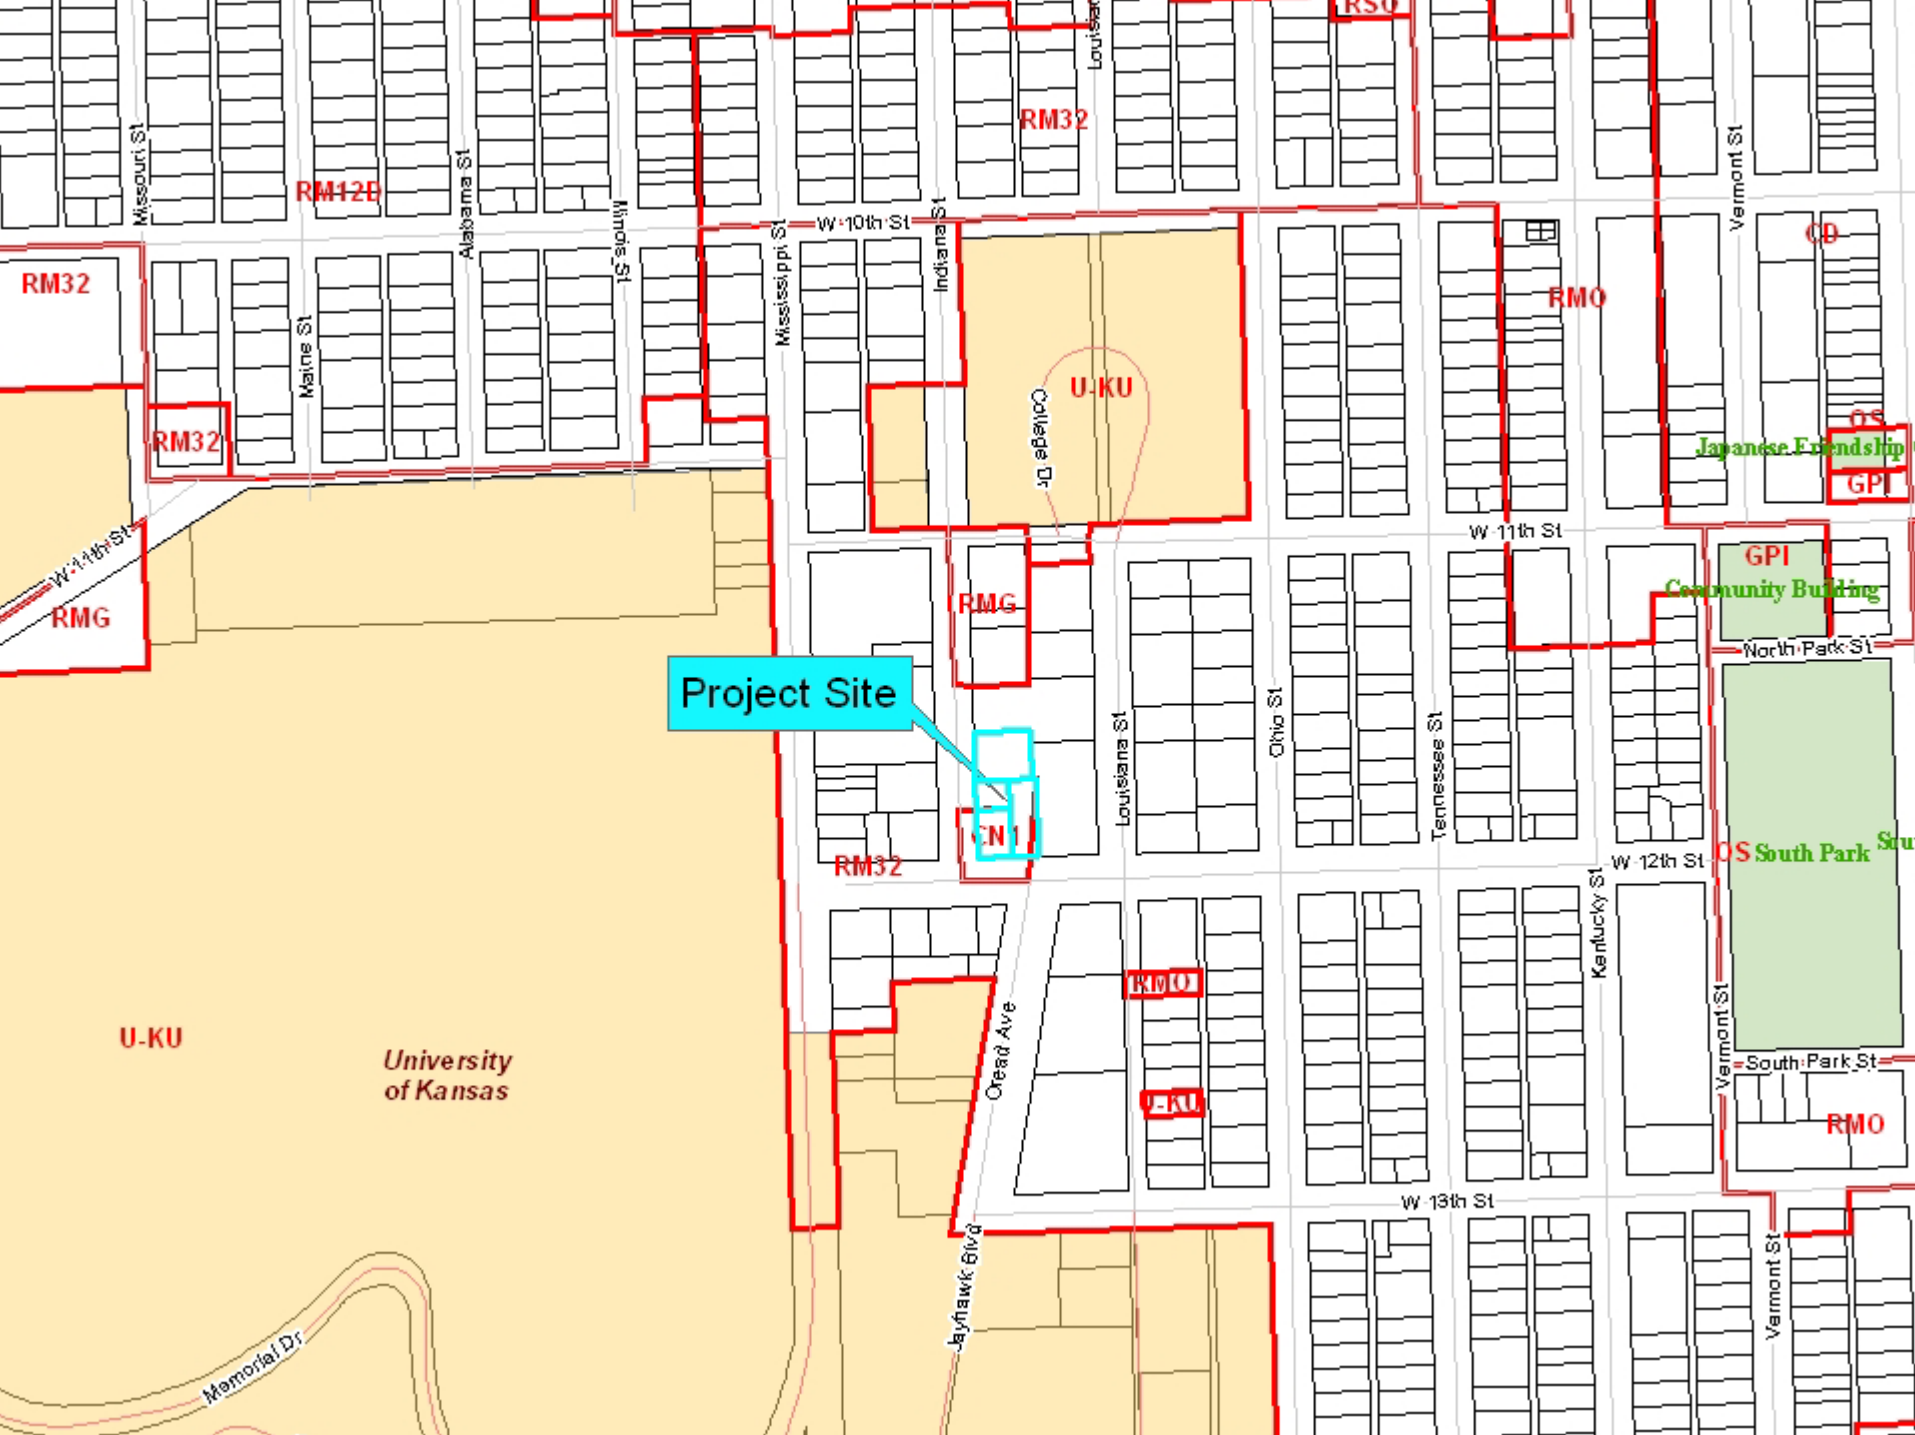 RSO
Louisia
RM32
Missouri St
RM12D
Alabama St
Illinois St
Vermont St
W 10th St
Indiana St
Mississippi St
CD
RM32
RMO
Maine St
U-KU
College Dr
RM32
OS
Japanese Friendship
GPI
W 11th St
W 11th St
GPI
Community Building
RMG
RMG
North Park St
Project Site
Louisiana St
Ohio St
Tennessee St
CN1
RM32
W 12th St
OS
South Park
Sou
Kentucky St
RMO
U-KU
University
of Kansas
Oread Ave
Vermont St
South Park St
U-KU
RMO
W 13th St
Jayhawk Blvd
Vermont St
Memorial Dr